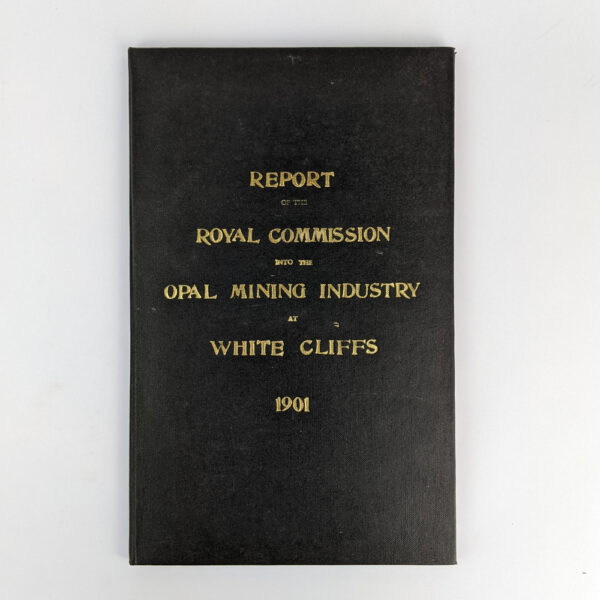 REPORT
OF THE
ROYAL COMMISSION
INTO THE
OPAL MINING INDUSTRY
AT
WHITE CLIFFS
1901